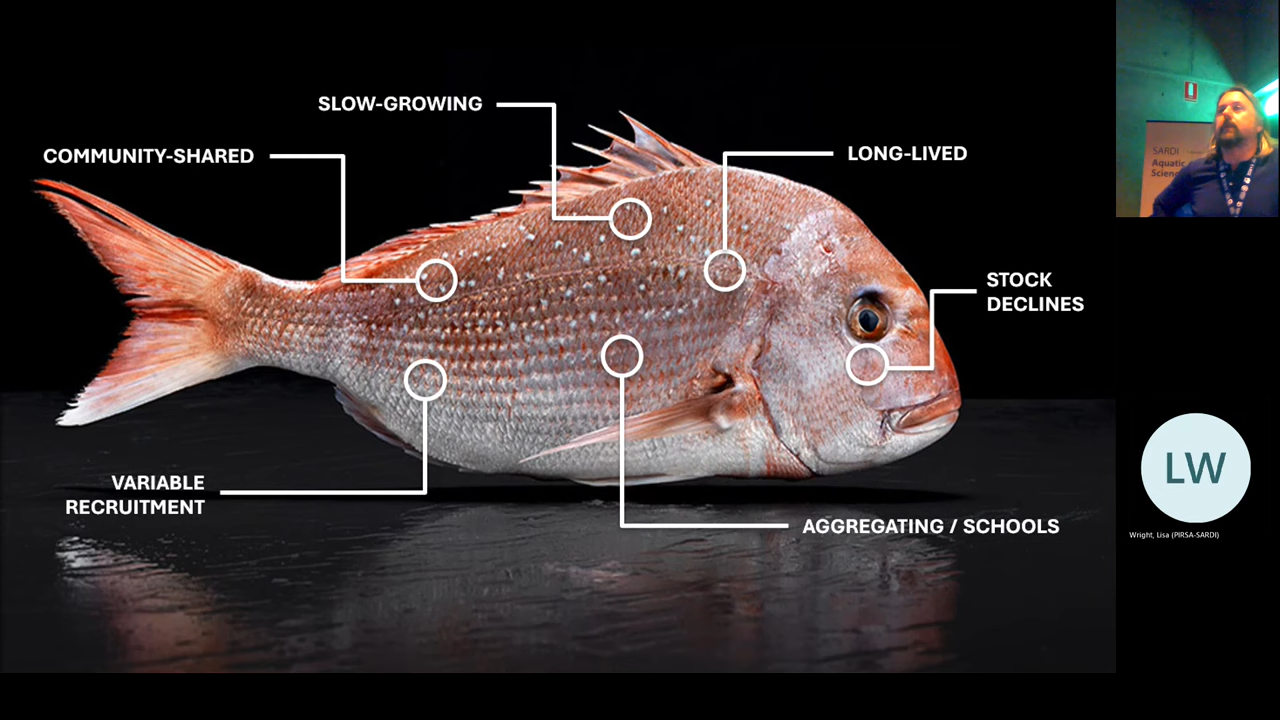 SLOW-GROWING
COMMUNITY-SHARED
LONG-LIVED
STOCK
DECLINES
VARIABLE
RECRUITMENT
AGGREGATING / SCHOOLS
SARDI
Aquatic
LW
Wright, Lisa (PIRSA-SARDI)